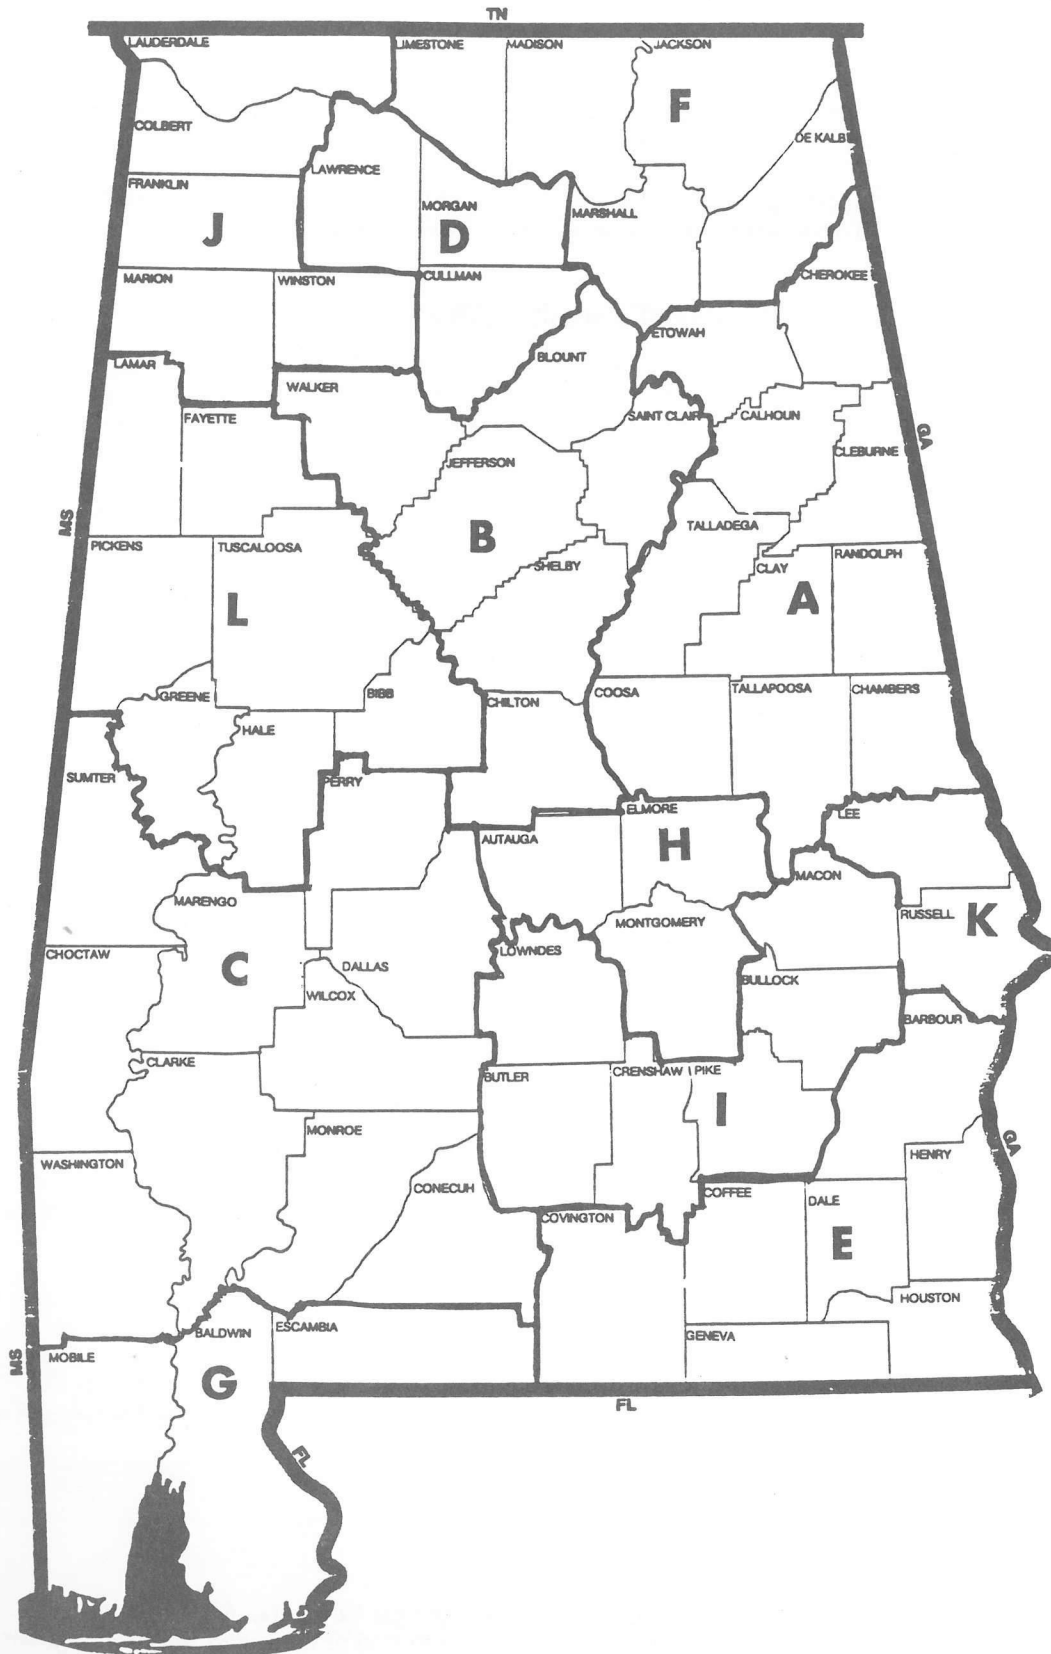 TN
LAUDERDALE
LIMESTONE
MADISON
JACKSON
F
COLBERT
DE KALB
LAWRENCE
FRANKLIN
MORGAN
MARSHALL
J
D
MARION
WINSTON
CULLMAN
CHEROKEE
ETOWAH
BLOUNT
LAMAR
WALKER
FAYETTE
SAINT CLAIR
CALHOUN
GA
CLEBURNE
JEFFERSON
MS
TALLADEGA
B
PICKENS
TUSCALOOSA
RANDOLPH
SHELBY
CLAY
L
A
GREENE
BIBB
CHILTON
COOSA
TALLAPOOSA
CHAMBERS
HALE
SUMTER
PERRY
ELMORE
LEE
AUTAUGA
H
MACON
MARENGO
MONTGOMERY
RUSSELL
K
CHOCTAW
LOWNDES
C
DALLAS
WILCOX
BULLOCK
BARBOUR
CLARKE
BUTLER
CRENSHAW
PIKE
I
MONROE
GA
WASHINGTON
HENRY
CONECUH
COFFEE
DALE
COVINGTON
E
HOUSTON
ESCAMBIA
BALDWIN
GENEVA
MS
MOBILE
G
FL
FL